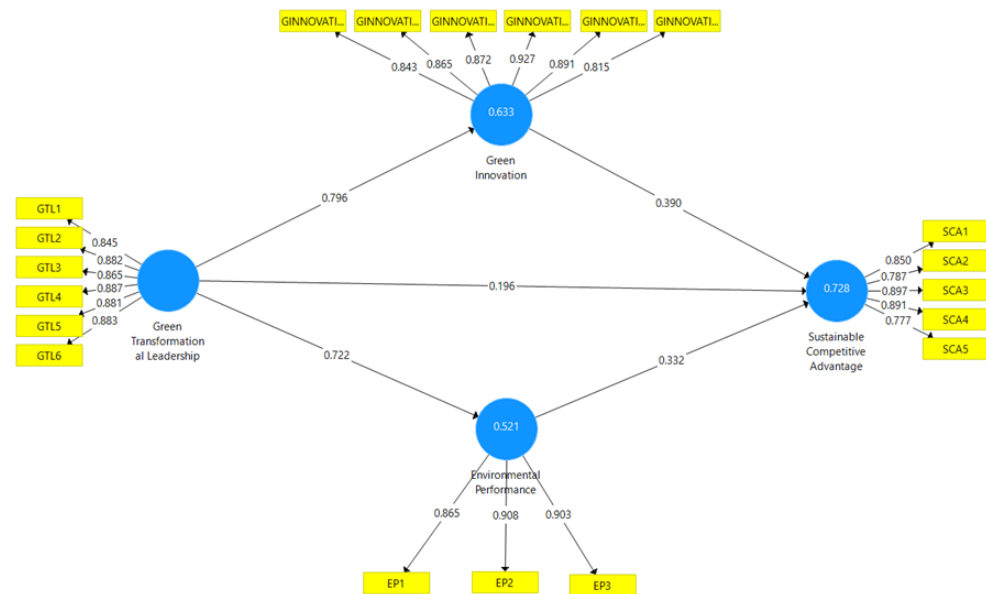 GINNOVATI...
GINNOVATI...
GINNOVATI...
GINNOVATI...
GINNOVATI...
GINNOVATI...
0.843
0.865
0.872
0.927
0.891
0.815
0.633
Green
Innovation
0.796
0.390
GTL1
GTL2
GTL3
GTL4
GTL5
GTL6
0.845
0.882
0.865
0.887
0.881
0.883
Green
Transformation
al Leadership
0.196
0.728
Sustainable
Competitive
Advantage
0.850
0.787
0.897
0.891
0.777
SCA1
SCA2
SCA3
SCA4
SCA5
0.722
0.332
0.521
Environmental
Performance
0.865
0.908
0.903
EP1
EP2
EP3